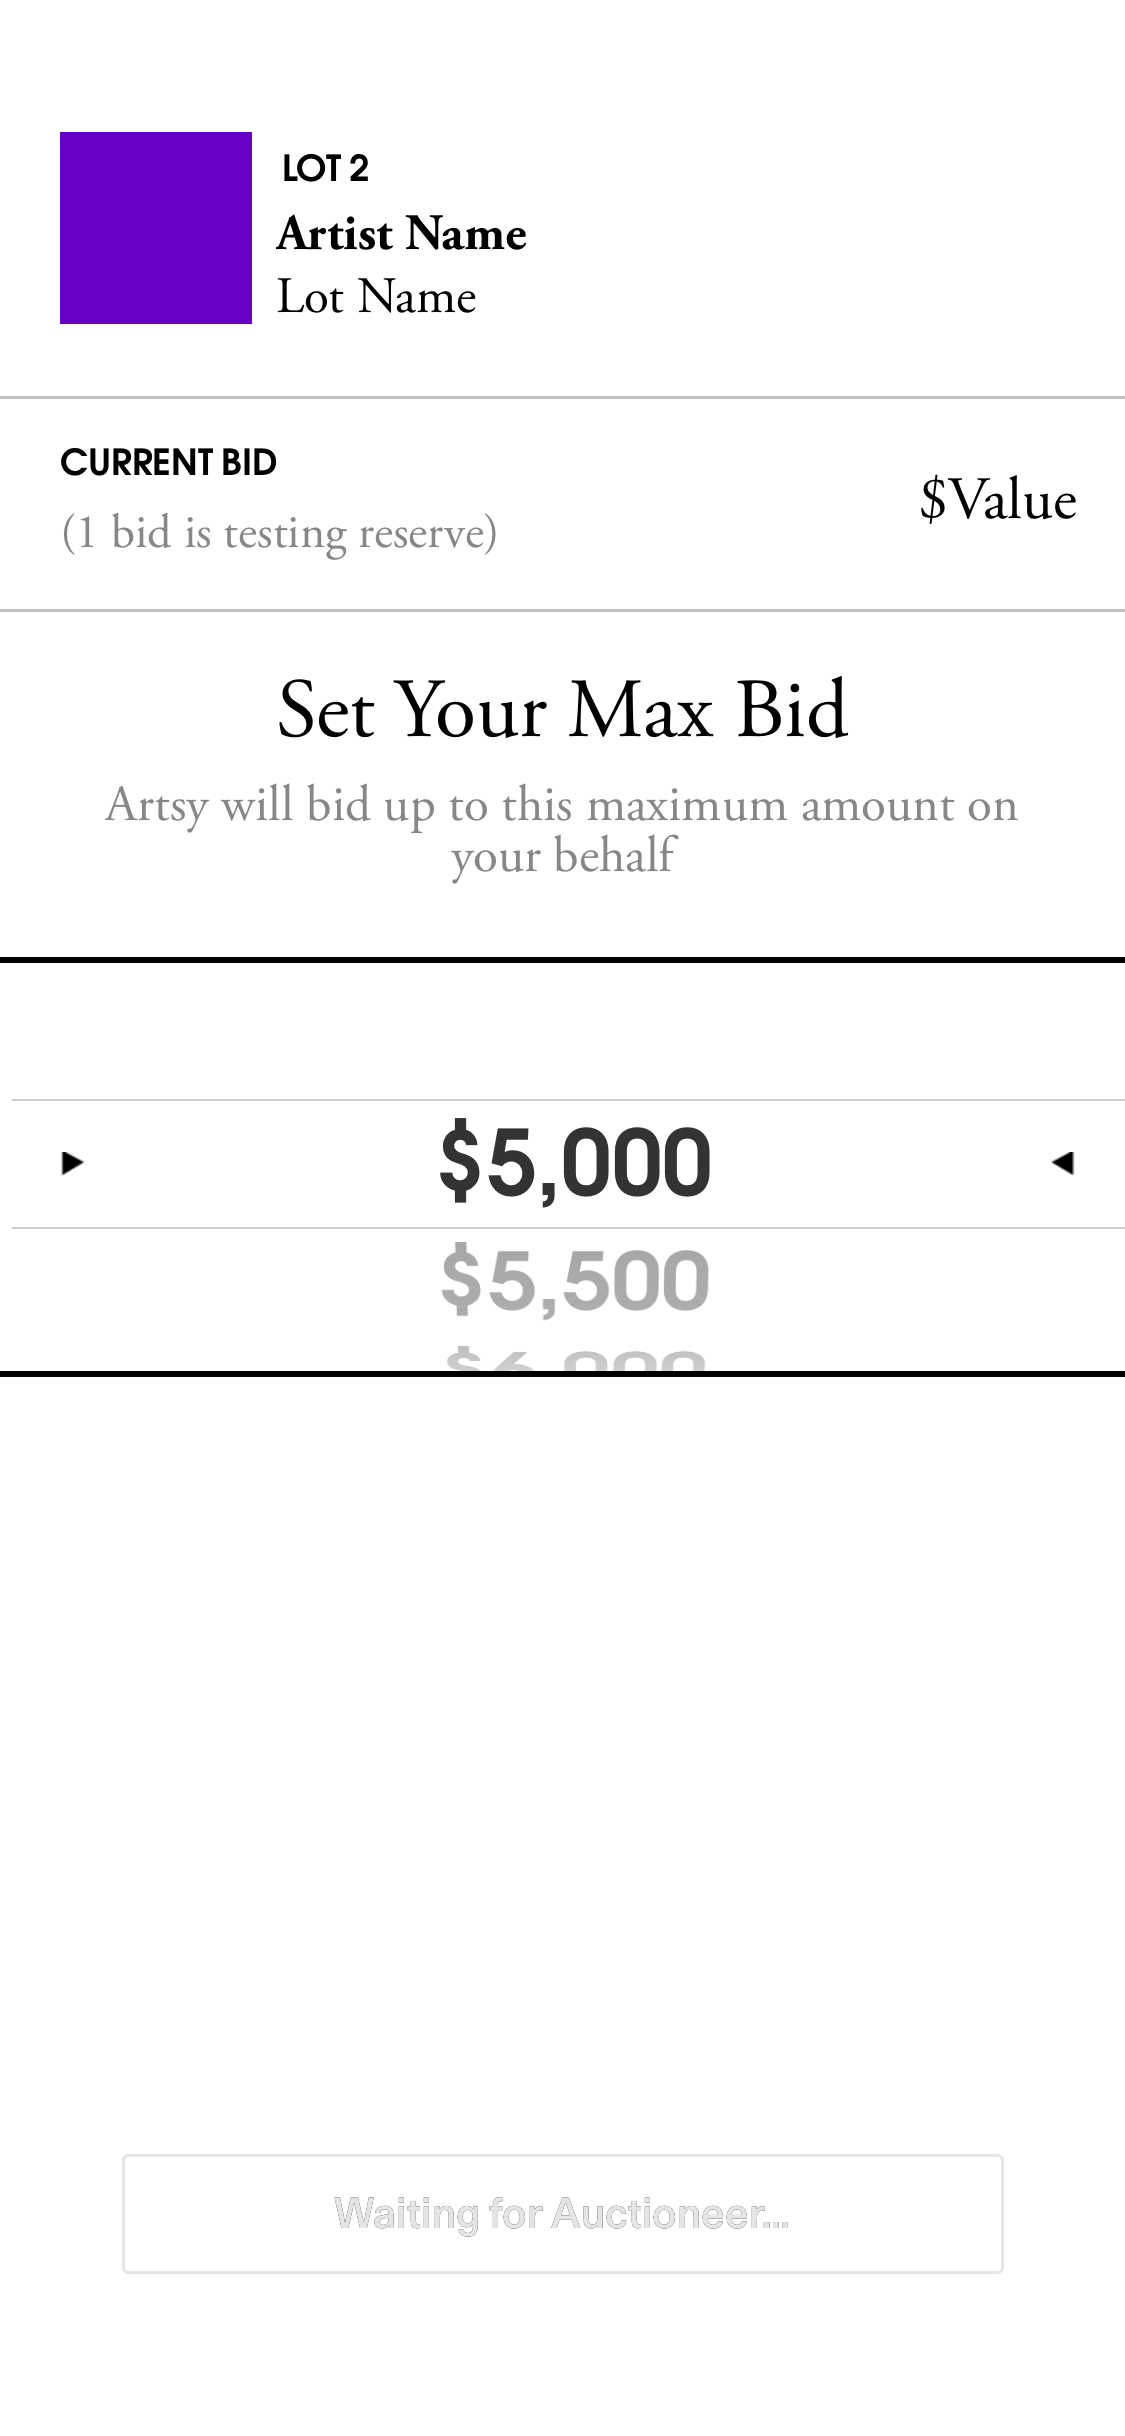 LOT 2
Artist Name
Lot Name
CURRENT BID
(1 bid is testing reserve)
$Value
Set Your Max Bid
Artsy will bid up to this maximum amount on
your behalf
$5,000
$5,500
Waiting for Auctioneer...